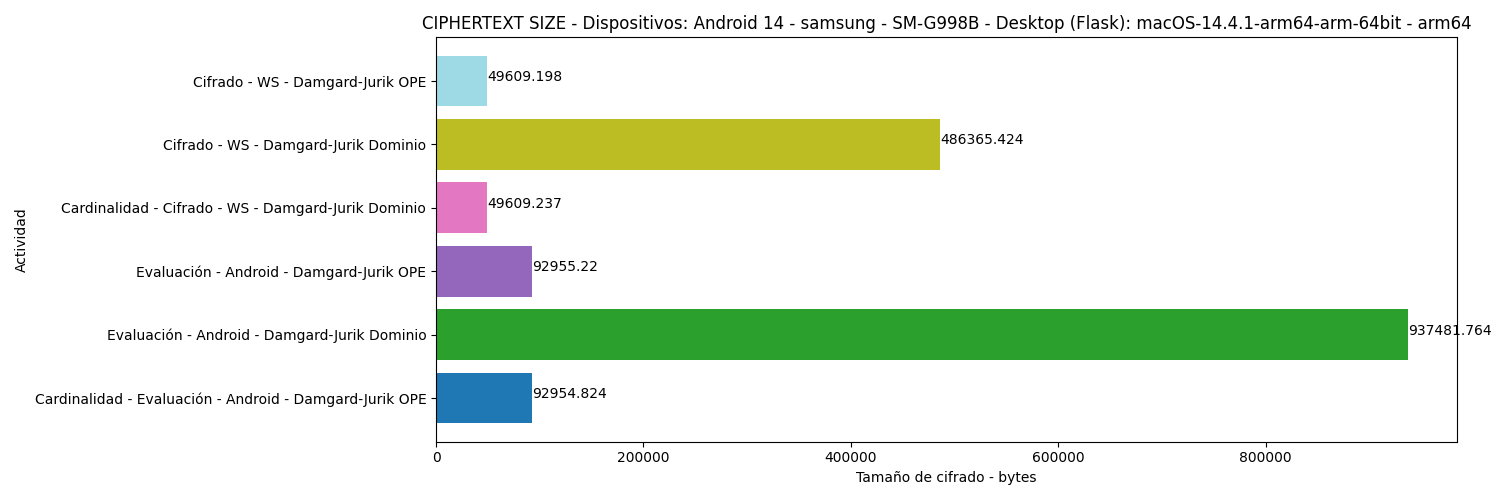 CIPHERTEXT SIZE - Dispositivos: Android 14 - samsung - SM-G998B - Desktop (Flask): macOS-14.4.1-arm64-arm-64bit - arm64
Actividad
Cifrado - WS - Damgard-Jurik OPE
49609.198
Cifrado - WS - Damgard-Jurik Dominio
486365.424
Cardinalidad - Cifrado - WS - Damgard-Jurik Dominio
49609.237
Evaluación - Android - Damgard-Jurik OPE
92955.22
Evaluación - Android - Damgard-Jurik Dominio
937481.764
Cardinalidad - Evaluación - Android - Damgard-Jurik OPE
92954.824
0 200000 400000 600000 800000
Tamaño de cifrado - bytes